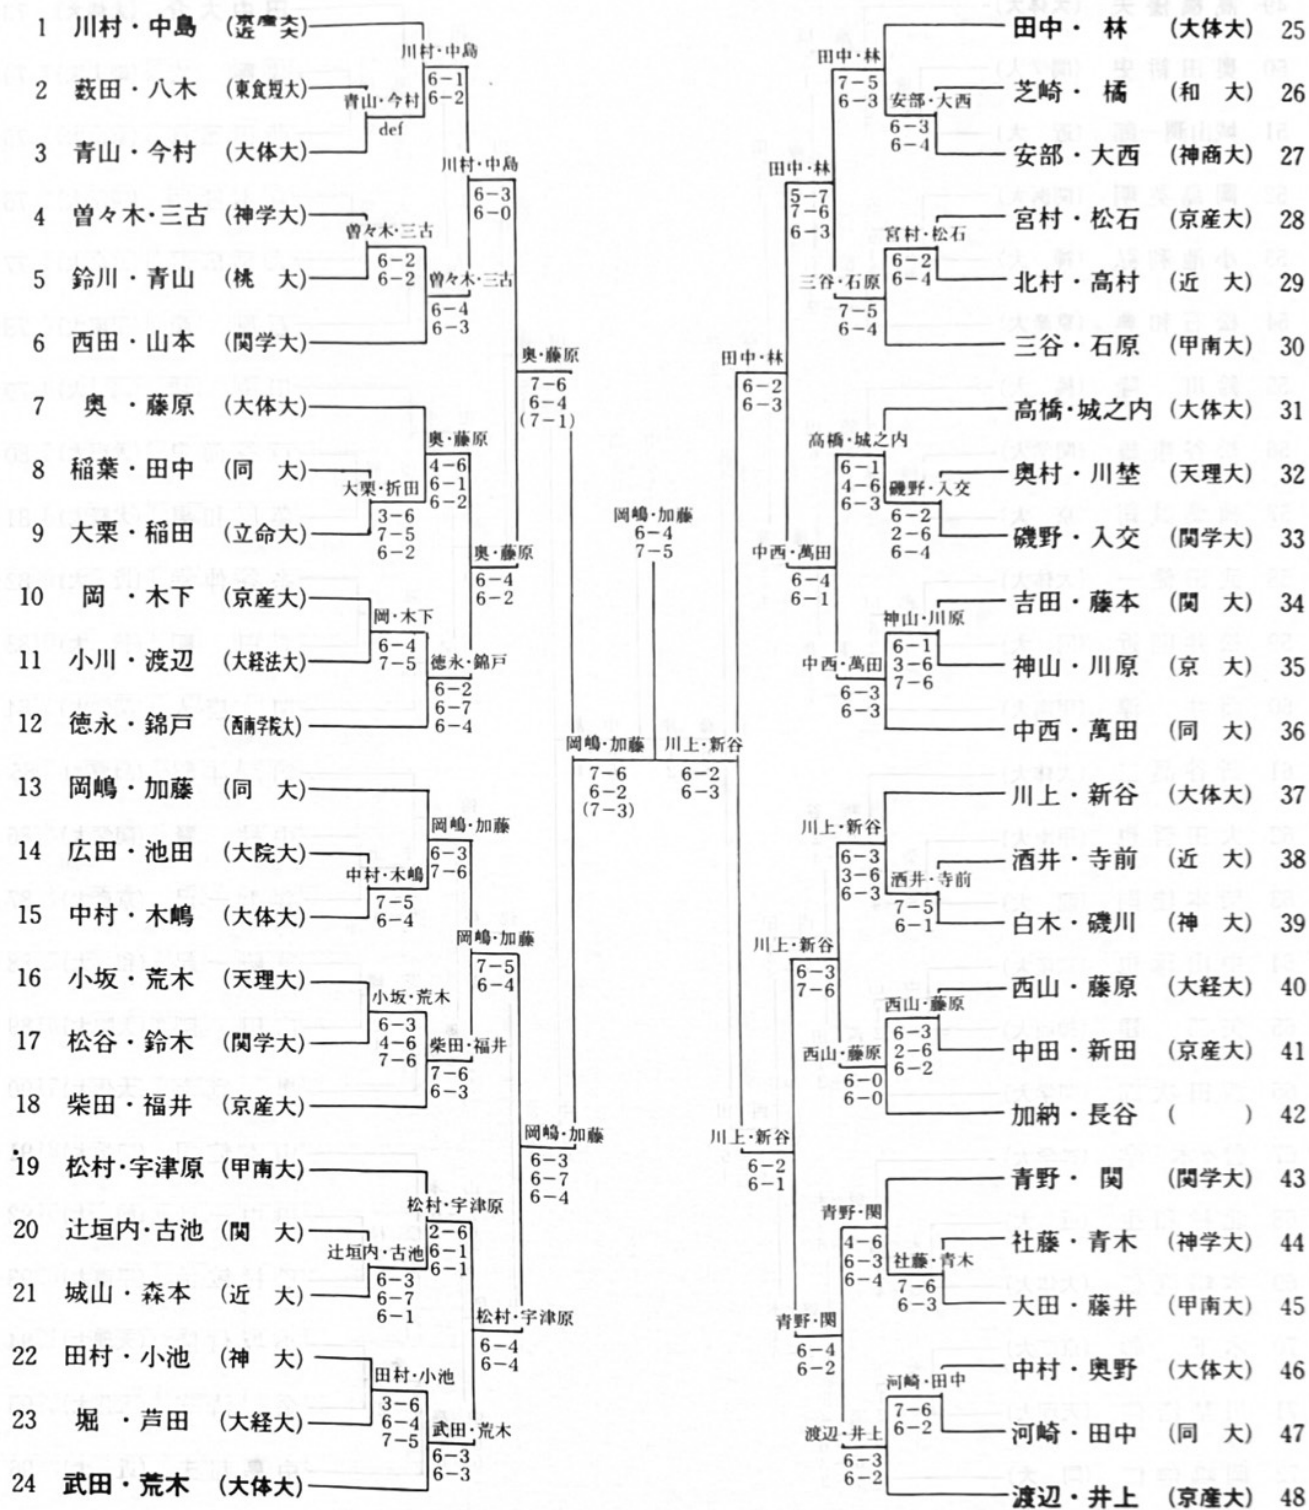 1 川村・中島 (京産大 近大)
2 薮田・八木 (東食短大)
3 青山・今村 (大体大)
4 曽々木・三古 (神学大)
5 鈴川・青山 (桃 大)
6 西田・山本 (関学大)
7 奥 ・藤原 (大体大)
8 稲葉・田中 (同 大)
9 大栗・稲田 (立命大)
10 岡 ・木下 (京産大)
11 小川・渡辺 (大経法大)
12 徳永・錦戸 (西南学院大)
13 岡嶋・加藤 (同 大)
14 広田・池田 (大院大)
15 中村・木嶋 (大体大)
16 小坂・荒木 (天理大)
17 松谷・鈴木 (関学大)
18 柴田・福井 (京産大)
19 松村・宇津原 (甲南大)
20 辻垣内・古池 (関 大)
21 城山・森本 (近 大)
22 田村・小池 (神 大)
23 堀 ・芦田 (大経大)
24 武田・荒木 (大体大)
青山・今村
def
曽々木・三古
6-2
6-2
大栗・折田
3-6
7-5
6-2
岡・木下
6-4
7-5
中村・木嶋
7-5
6-4
小坂・荒木
6-3
4-6
7-6
辻垣内・古池
6-3
6-7
6-1
田村・小池
3-6
6-4
7-5
川村・中島
6-1
6-2
曽々木・三古
6-4
6-3
奥・藤原
4-6
6-1
6-2
徳永・錦戸
6-2
6-7
6-4
岡嶋・加藤
6-3
7-6
柴田・福井
7-6
6-3
松村・宇津原
2-6
6-1
6-1
武田・荒木
6-3
6-3
川村・中島
6-3
6-0
奥・藤原
6-4
6-2
岡嶋・加藤
7-5
6-4
松村・宇津原
6-4
6-4
奥・藤原
7-6
6-4
(7-1)
岡嶋・加藤
6-3
6-7
6-4
岡嶋・加藤
7-6
6-2
(7-3)
岡嶋・加藤
6-4
7-5
川上・新谷
6-2
6-3
田中・林
6-2
6-3
川上・新谷
6-2
6-1
田中・林
5-7
7-6
6-3
中西・萬田
6-4
6-1
川上・新谷
6-3
7-6
青野・関
6-4
6-2
田中・林
7-5
6-3
三谷・石原
7-5
6-4
高橋・城之内
6-1
4-6
6-3
中西・萬田
6-3
6-3
川上・新谷
6-3
3-6
6-3
西山・藤原
6-0
6-0
青野・関
4-6
6-3
6-4
渡辺・井上
6-3
6-2
安部・大西
6-3
6-4
宮村・松石
6-2
6-4
磯野・入交
6-2
2-6
6-4
神山・川原
6-1
3-6
7-6
酒井・寺前
7-5
6-1
西山・藤原
6-3
2-6
6-2
社藤・青木
7-6
6-3
河崎・田中
7-6
6-2
田中・ 林 (大体大) 25
芝崎・ 橘 (和 大) 26
安部・大西 (神商大) 27
宮村・松石 (京産大) 28
北村・高村 (近 大) 29
三谷・石原 (甲南大) 30
高橋・城之内 (大体大) 31
奥村・川埜 (天理大) 32
磯野・入交 (関学大) 33
吉田・藤本 (関 大) 34
神山・川原 (京 大) 35
中西・萬田 (同 大) 36
川上・新谷 (大体大) 37
酒井・寺前 (近 大) 38
白木・磯川 (神 大) 39
西山・藤原 (大経大) 40
中田・新田 (京産大) 41
加納・長谷 ( ) 42
青野・ 関 (関学大) 43
社藤・青木 (神学大) 44
大田・藤井 (甲南大) 45
中村・奥野 (大体大) 46
河崎・田中 (同 大) 47
渡辺・井上 (京産大) 48